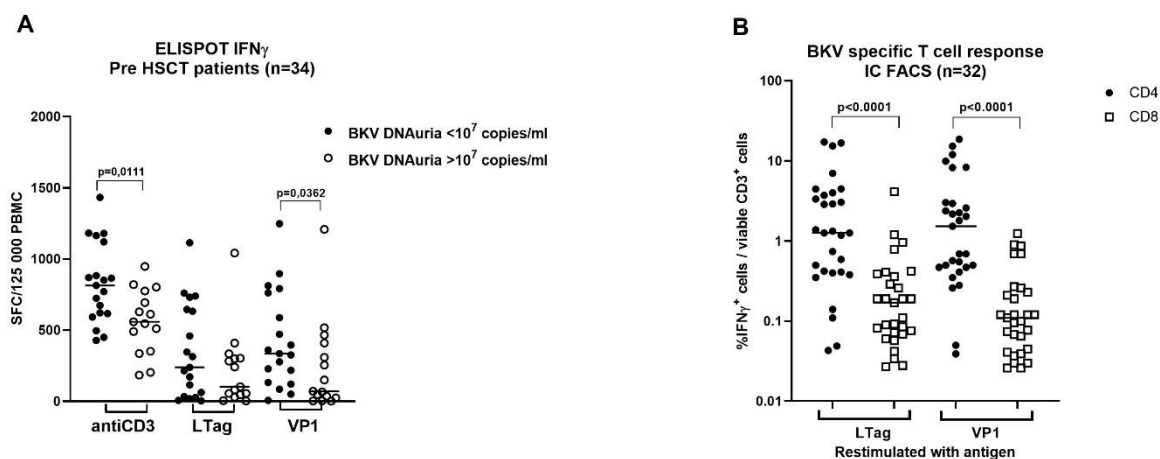 A
ELISPOT IFNγ
Pre HSCT patients (n=34)
2000
1500
1000
500
0
SFC/125 000 PBMC
BKV DNAuria <10⁷ copies/ml
BKV DNAuria >10⁷ copies/ml
p=0,0111
p=0,0362
antiCD3
LTag
VP1
B
BKV specific T cell response
IC FACS (n=32)
100
10
1
0.1
0.01
%IFNγ⁺ cells / viable CD3⁺ cells
p<0.0001
p<0.0001
CD4
CD8
LTag
VP1
Restimulated with antigen